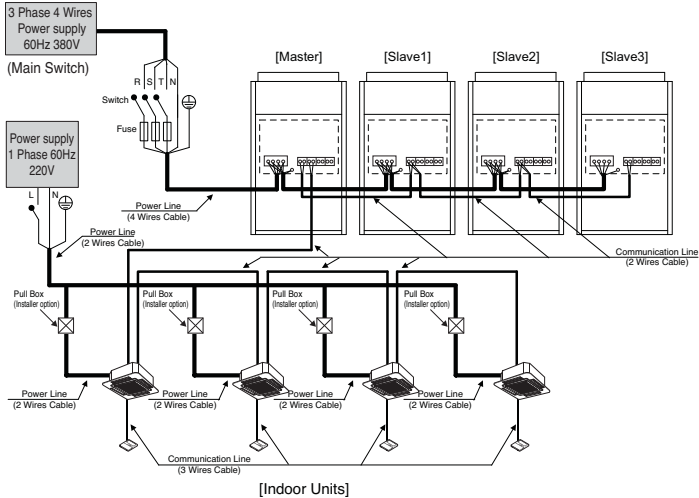 3 Phase 4 Wires
Power supply
60Hz 380V
(Main Switch)
R S T N
Switch
Fuse
[Master]
[Slave1]
[Slave2]
[Slave3]
Power supply
1 Phase 60Hz
220V
L N
Power Line
(4 Wires Cable)
Power Line
(2 Wires Cable)
Communication Line
(2 Wires Cable)
Pull Box
(Installer option)
Pull Box
(Installer option)
Pull Box
(Installer option)
Pull Box
(Installer option)
Power Line
(2 Wires Cable)
Power Line
(2 Wires Cable)
Power Line
(2 Wires Cable)
Power Line
(2 Wires Cable)
Communication Line
(3 Wires Cable)
[Indoor Units]